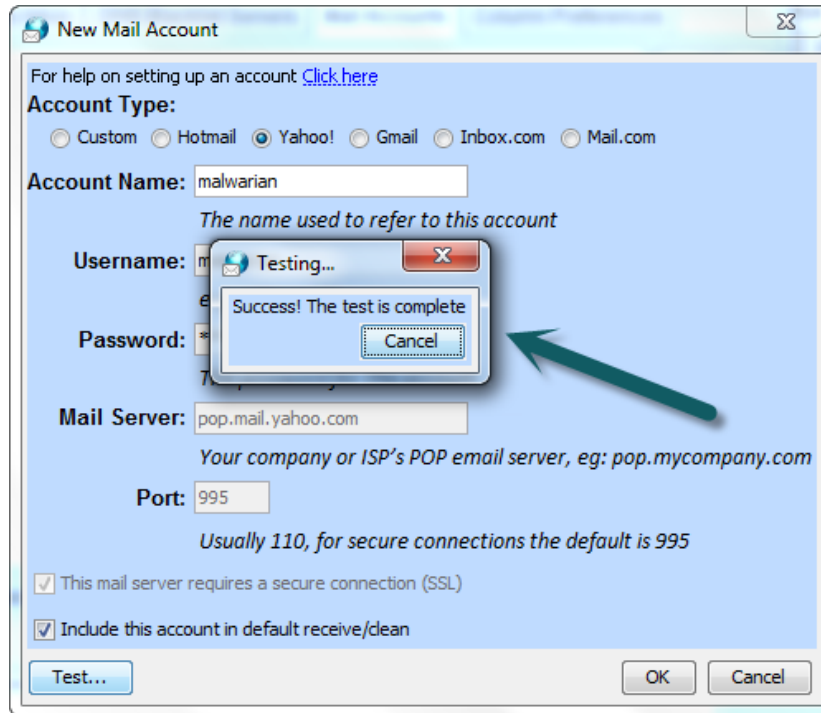 New Mail Account
For help on setting up an account Click here
Account Type:
Custom Hotmail Yahoo! Gmail Inbox.com Mail.com
Account Name: malwarian
The name used to refer to this account
Username: m
Testing...
Success! The test is complete
Cancel
Password: *
Mail Server: pop.mail.yahoo.com
Your company or ISP's POP email server, eg: pop.mycompany.com
Port: 995
Usually 110, for secure connections the default is 995
This mail server requires a secure connection (SSL)
Include this account in default receive/clean
Test... OK Cancel